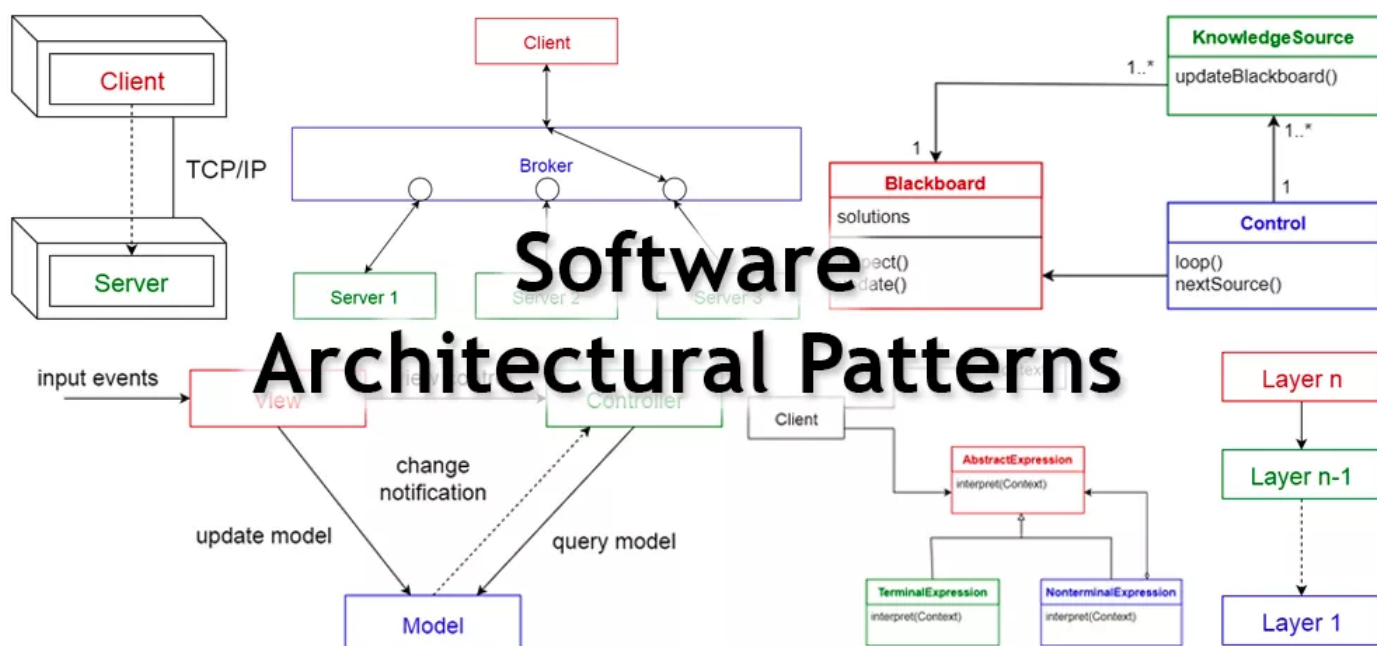 Client
TCP/IP
Server
Client
Broker
Server 1
Server 2
Server 3
KnowledgeSource
updateBlackboard()
1..*
1
1..*
1
Blackboard
solutions
Control
loop()
nextSource()
Software
Architectural Patterns
input events
View
Controller
change
notification
update model
query model
Model
Client
AbstractExpression
interpret(Context)
TerminalExpression
interpret(Context)
NonterminalExpression
interpret(Context)
Layer n
Layer n-1
Layer 1